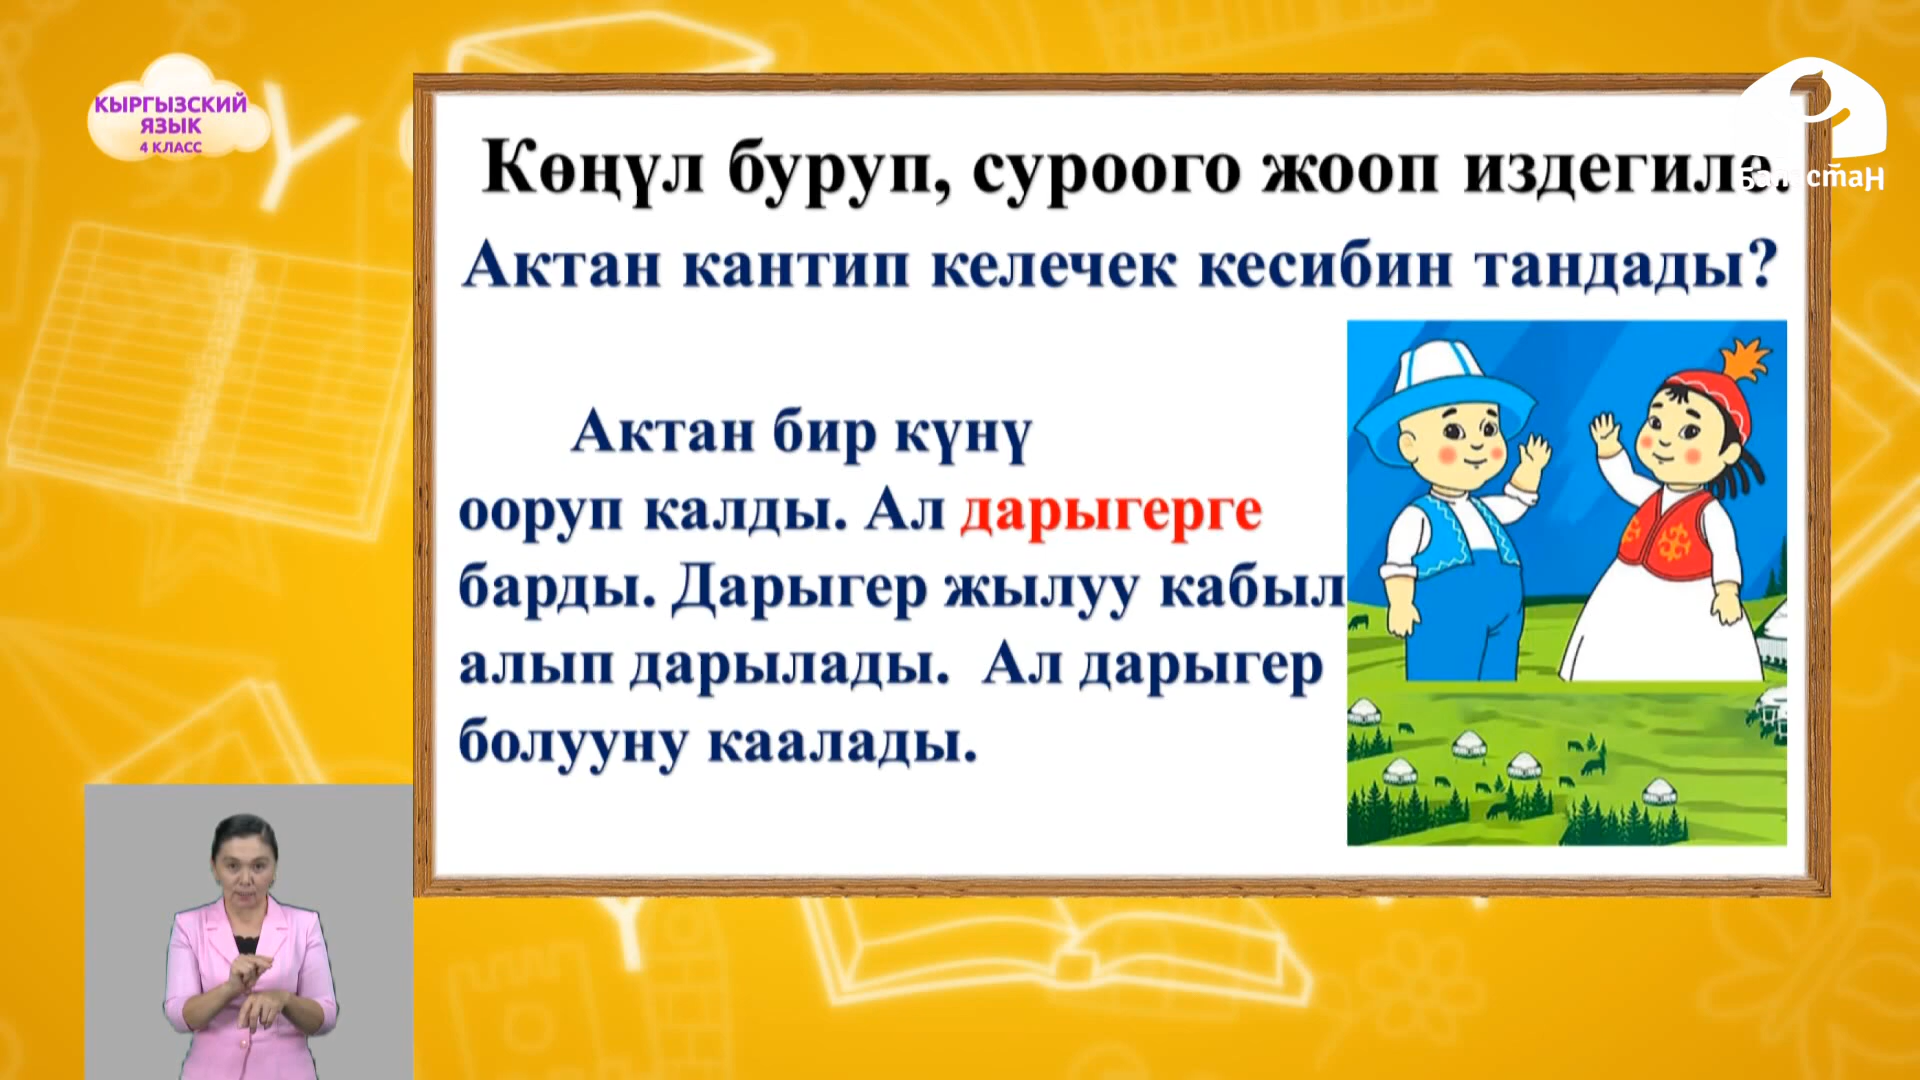 КЫРГЫЗСКИЙ
ЯЗЫК
4 КЛАСС
Көңүл буруп, суроого жооп издегиле.
Актан кантип келечек кесибин тандады?
Актан бир күнү
ооруп калды. Ал дарыгерге
барды. Дарыгер жылуу кабыл
алып дарылады. Ал дарыгер
болууну каалады.